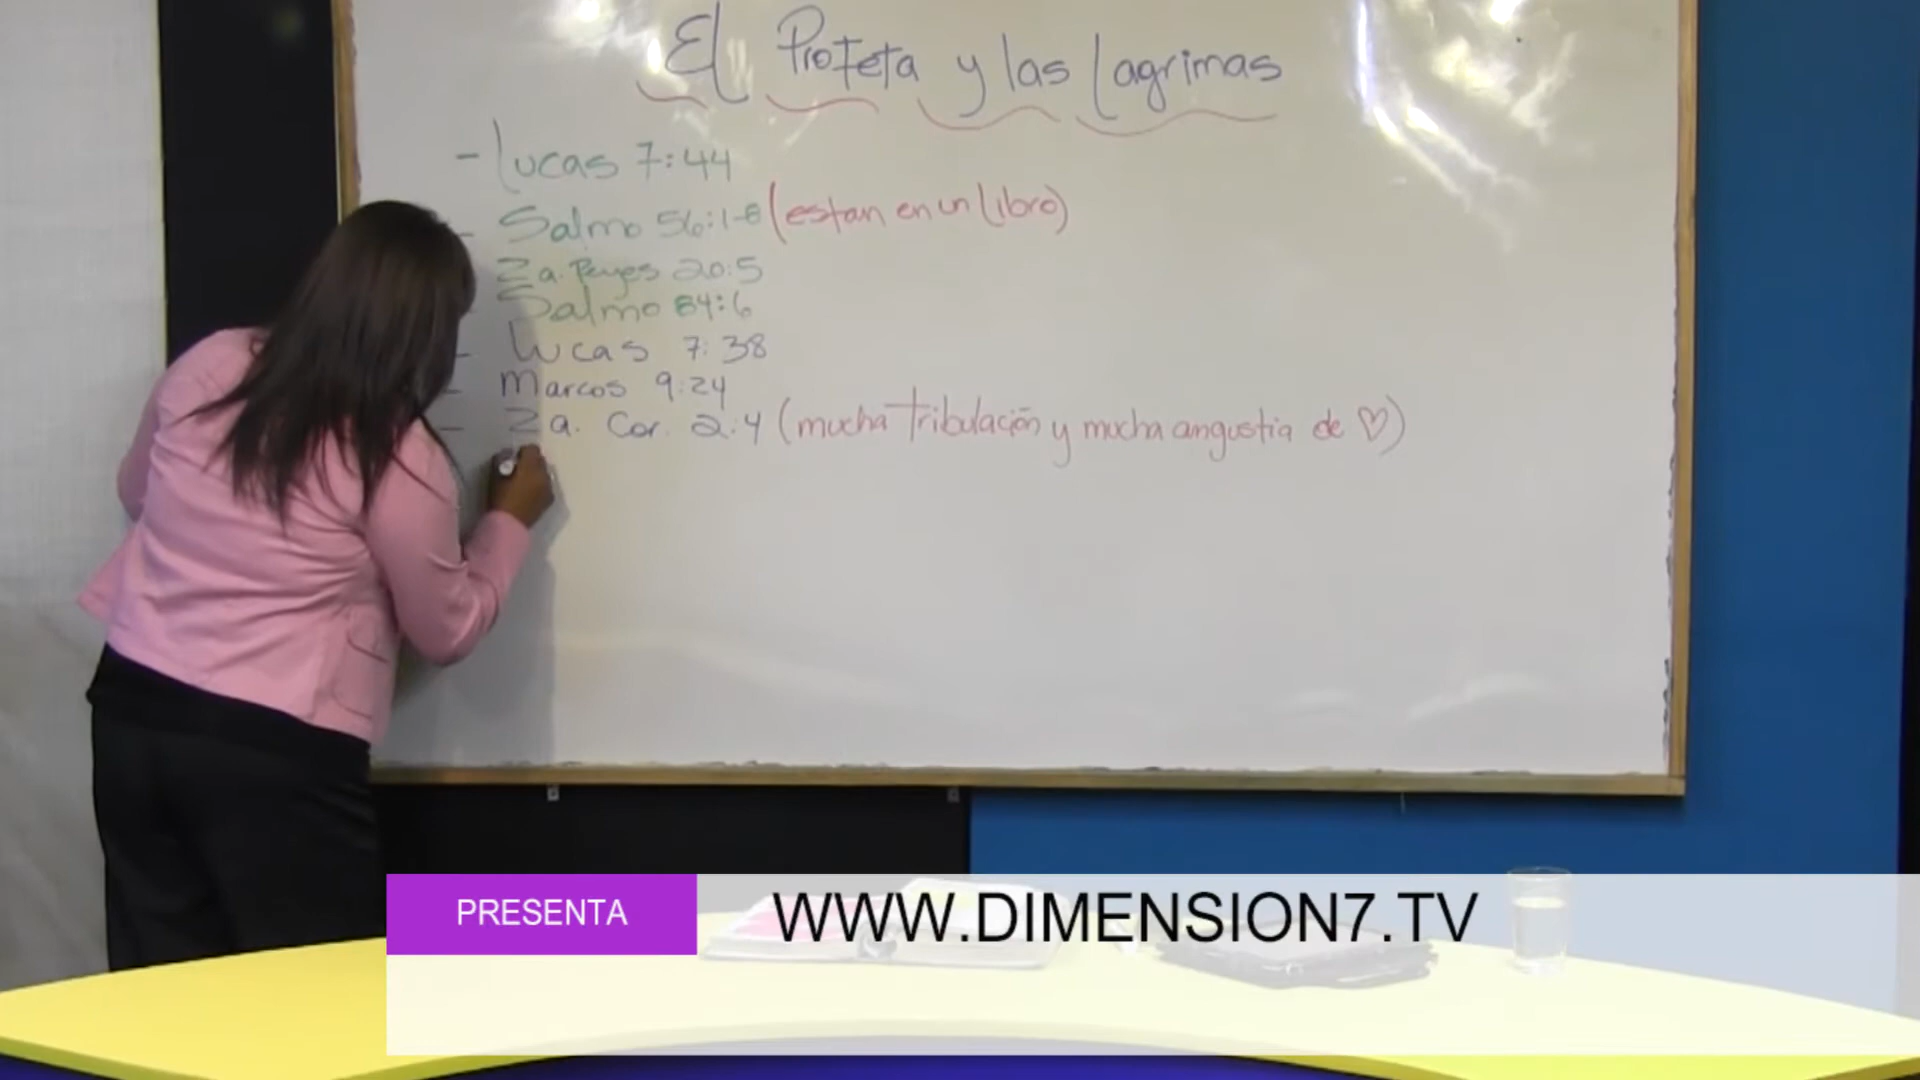 El Profeta y las Lagrimas
- Lucas 7:44
- Salmo 56:1-8 (estan en un libro)
2a. Reyes 20:5
- Salmo 84:6
- Lucas 7:38
- Marcos 9:24
- 2a. Cor. 2:4 (mucha tribulación y mucha angustia de ♡)
PRESENTA
WWW.DIMENSION7.TV